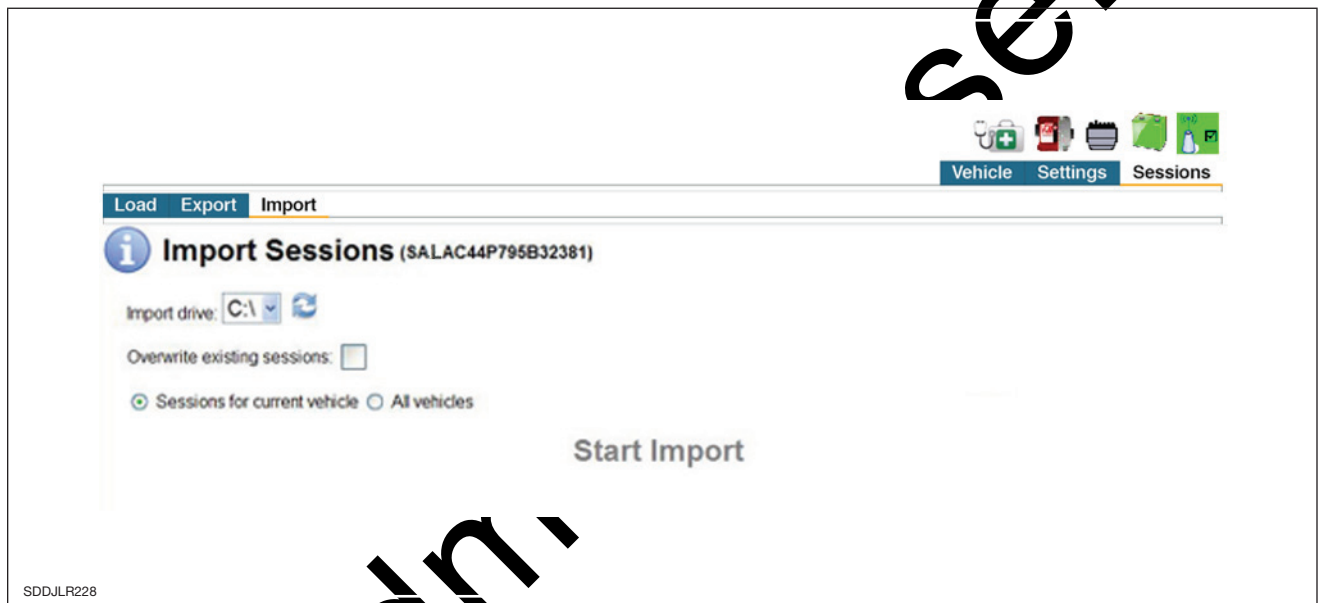 Vehicle Settings Sessions
Load Export Import
Import Sessions (SALAC44P795B32381)
Import drive: C:\
Overwrite existing sessions:
Sessions for current vehicle All vehicles
Start Import
SDDJLR228